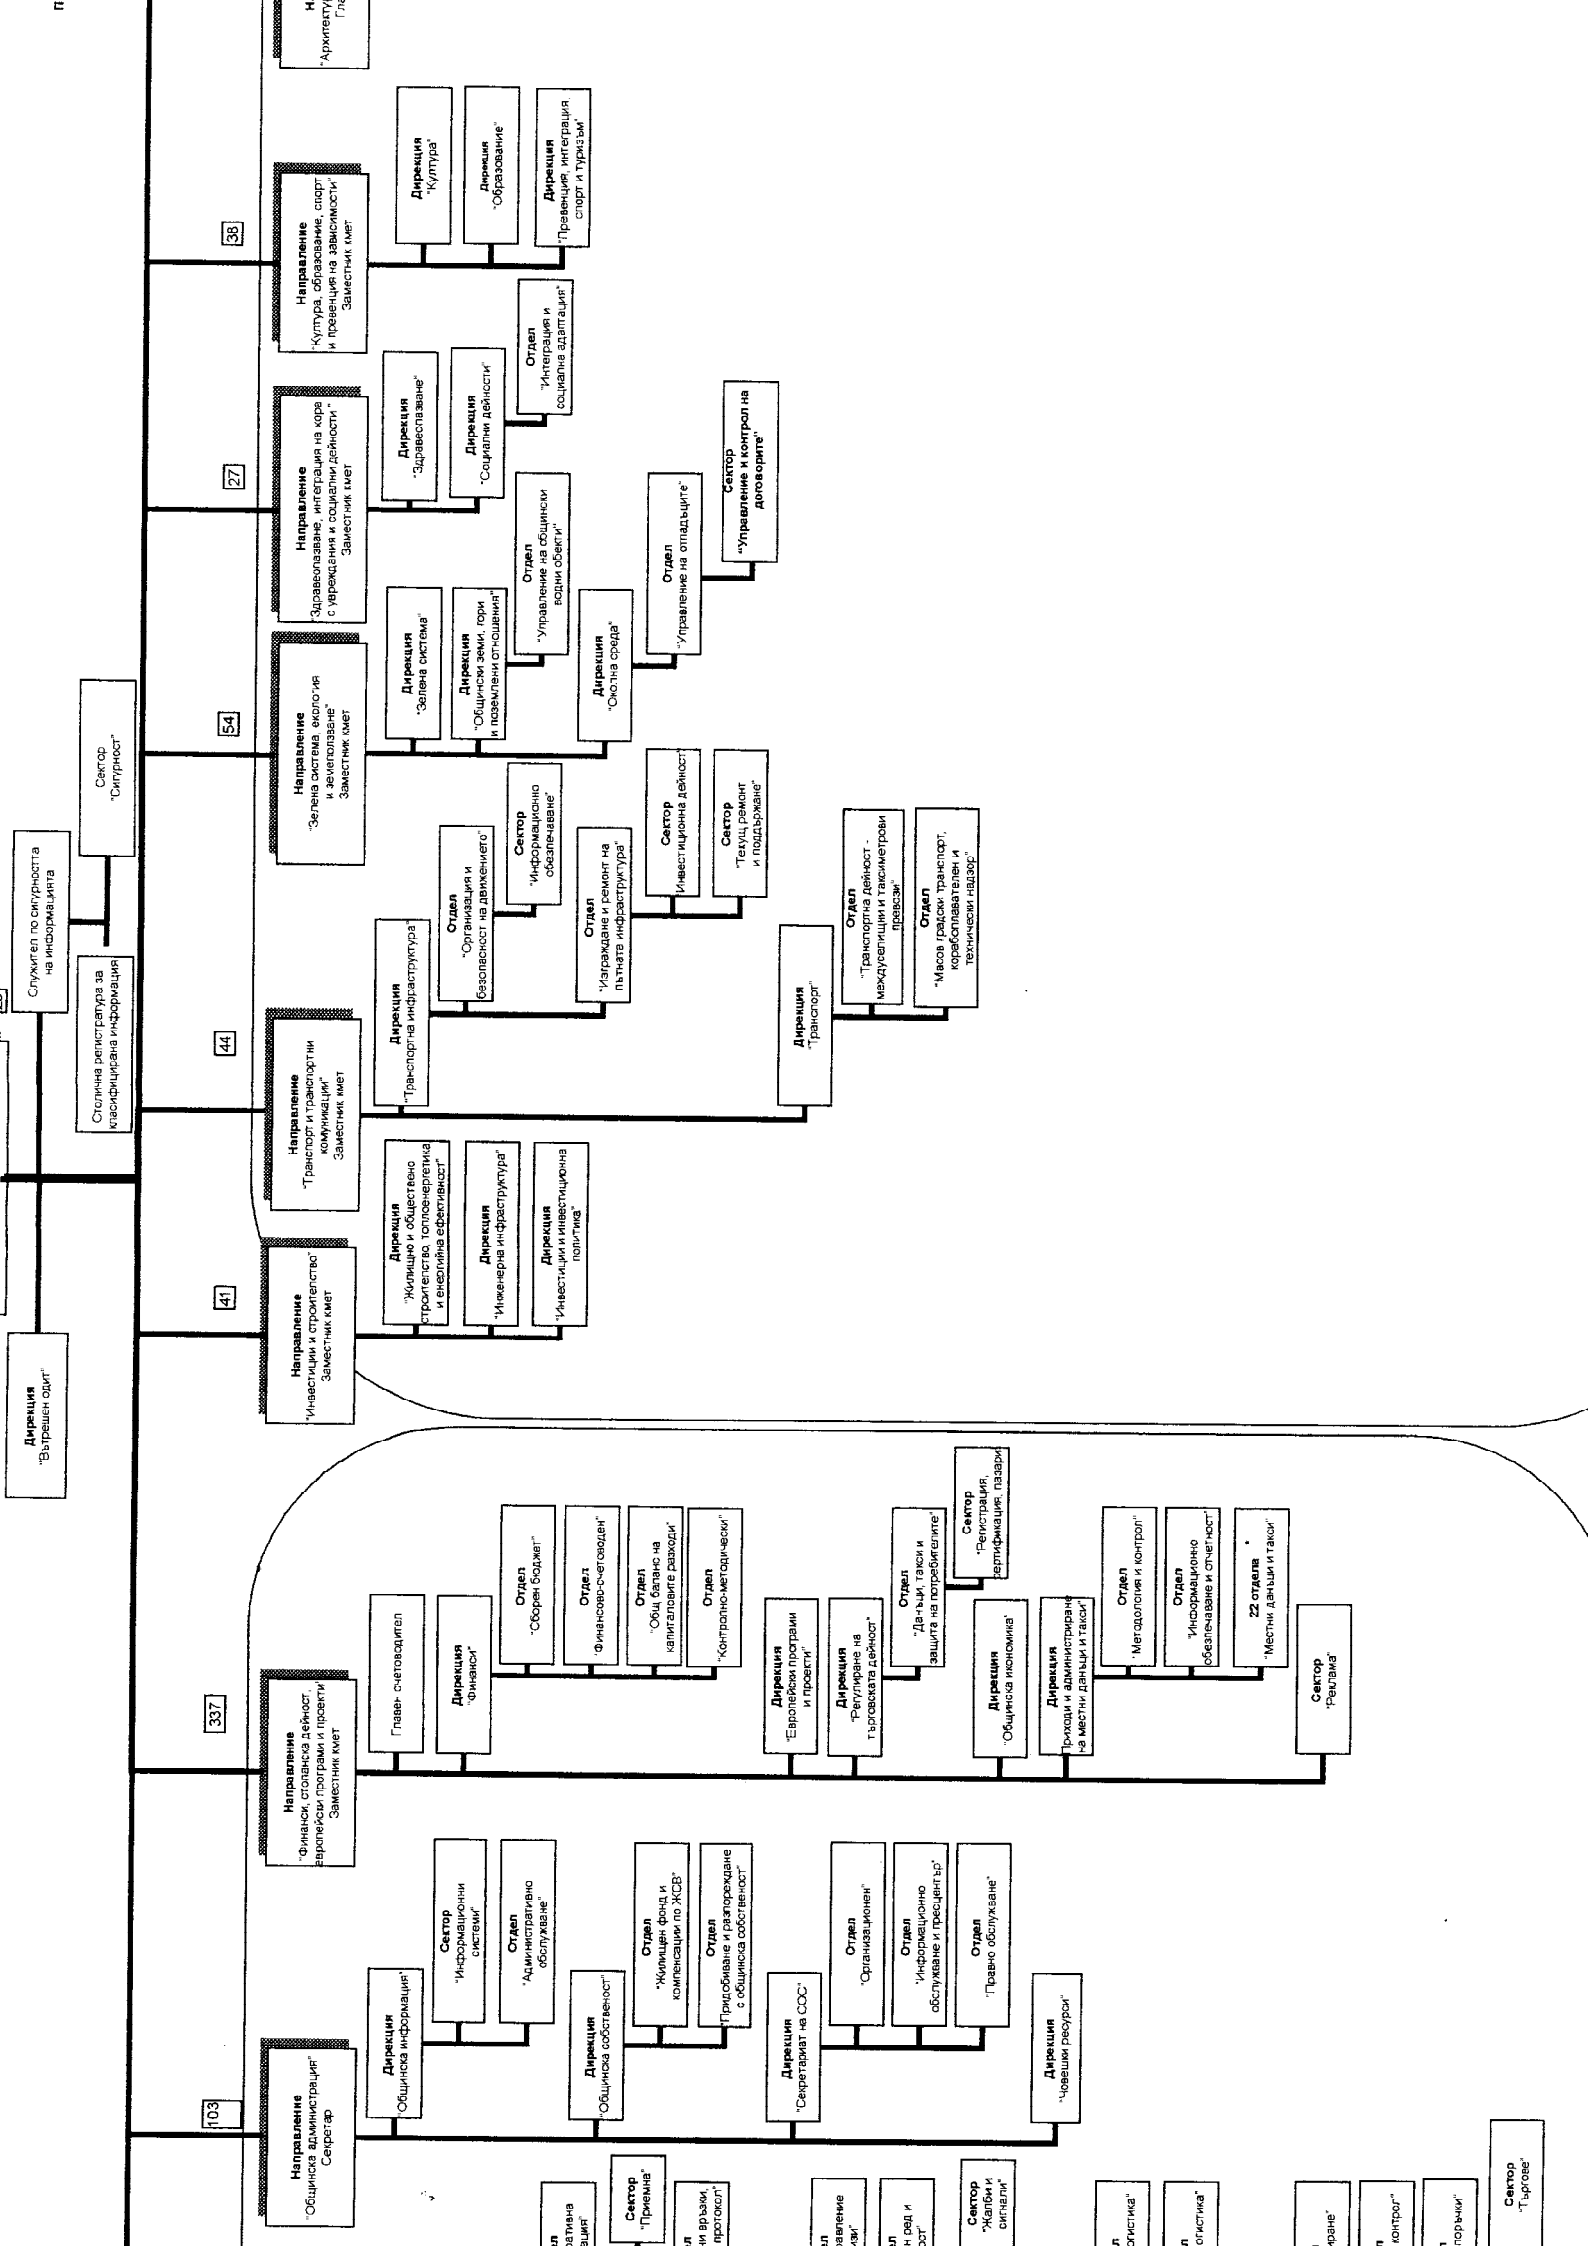 Дирекция
"Вътрешен одит"
Служител по сигурността
на информацията
Столична регистратура за
класифицирана информация
Сектор
"Сигурност"
103
Направление
"Общинска администрация"
Секретар
Дирекция
"Общинска информация"
Сектор
"Информационни
системи"
Отдел
"Административно
обслужване"
Дирекция
"Общинска собственост"
Отдел
"Жилищен фонд и
компенсации по ЖСВ"
Отдел
"Придобиване и разпореждане
с общинска собственост"
Дирекция
"Секретариат на СОС"
Отдел
"Организационен"
Отдел
"Информационно
обслужване и пресцентър"
Отдел
"Правно обслужване"
Дирекция
"Човешки ресурси"
337
Направление
"Финанси, стопанска дейност,
европейски програми и проекти"
Заместник кмет
Главен счетоводител
Дирекция
"Финанси"
Отдел
"Сборен бюджет"
Отдел
"Финансово-счетоводен"
Отдел
"Общ баланс на
капиталовите разходи"
Отдел
"Контролно-методически"
Дирекция
"Европейски програми
и проекти"
Дирекция
"Регулиране на
търговската дейност"
Отдел
"Данъци, такси и
защита на потребителите"
Сектор
"Регистрация,
сертификация, пазари"
Дирекция
"Общинска икономика"
Дирекция
Приходи и администриране
на местни данъци и такси"
Отдел
"Методология и контрол"
Отдел
"Информационно
обезпечаване и отчетност"
22 отдела
"Местни данъци и такси"
Сектор
"Реклама"
41
Направление
"Инвестиции и строителство"
Заместник кмет
Дирекция
"Жилищно и обществено
строителство, топлоенергетика
и енергийна ефективност"
Дирекция
"Инженерна инфраструктура"
Дирекция
"Инвестиции и инвестиционна
политика"
44
Направление
"Транспорт и транспортни
комуникации"
Заместник кмет
Дирекция
"Транспортна инфраструктура"
Отдел
"Организация и
безопасност на движението"
Сектор
"Информационно
обезпечаване"
Отдел
"Изграждане и ремонт на
пътната инфраструктура"
Сектор
"Инвестиционна дейност"
Сектор
"Текущ ремонт
и поддържане"
Дирекция
"Транспорт"
Отдел
"Транспортна дейност -
междуселищни и таксиметрови
превози"
Отдел
"Масов градски транспорт,
корабоплавателен и
технически надзор"
54
Направление
"Зелена система, екология
и земеползване"
Заместник кмет
Дирекция
"Зелена система"
Дирекция
"Общински земи, гори
и поземлени отношения"
Отдел
"Управление на общински
водни обекти"
Дирекция
"Околна среда"
Отдел
"Управление на отпадъците"
Сектор
"Управление и контрол на
договорите"
27
Направление
"Здравеопазване, интеграция на хора
с увреждания и социални дейности"
Заместник кмет
Дирекция
"Здравеопазване"
Дирекция
"Социални дейности"
Отдел
"Интеграция и
социална адаптация"
38
Направление
"Култура, образование, спорт
и превенция на зависимости"
Заместник кмет
Дирекция
"Култура"
Дирекция
"Образование"
Дирекция
"Превенция, интеграция,
спорт и туризъм"
Сектор
"Приемна"
протокол"
Сектор
"Жалби и
сигнали"
Сектор
"Търгове"